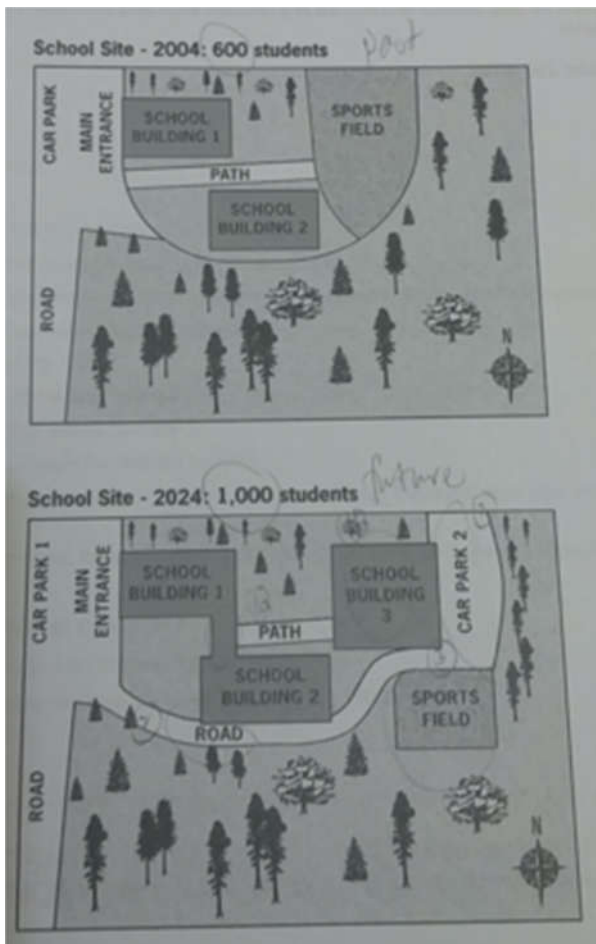 past
School Site - 2004: 600 students
CAR PARK
MAIN
ENTRANCE
SCHOOL
BUILDING 1
SPORTS
FIELD
PATH
SCHOOL
BUILDING 2
ROAD
N
future
School Site - 2024: 1,000 students
CAR PARK 1
MAIN
ENTRANCE
SCHOOL
BUILDING 1
SCHOOL
BUILDING
3
CAR PARK 2
PATH
SCHOOL
BUILDING 2
SPORTS
FIELD
ROAD
ROAD
N